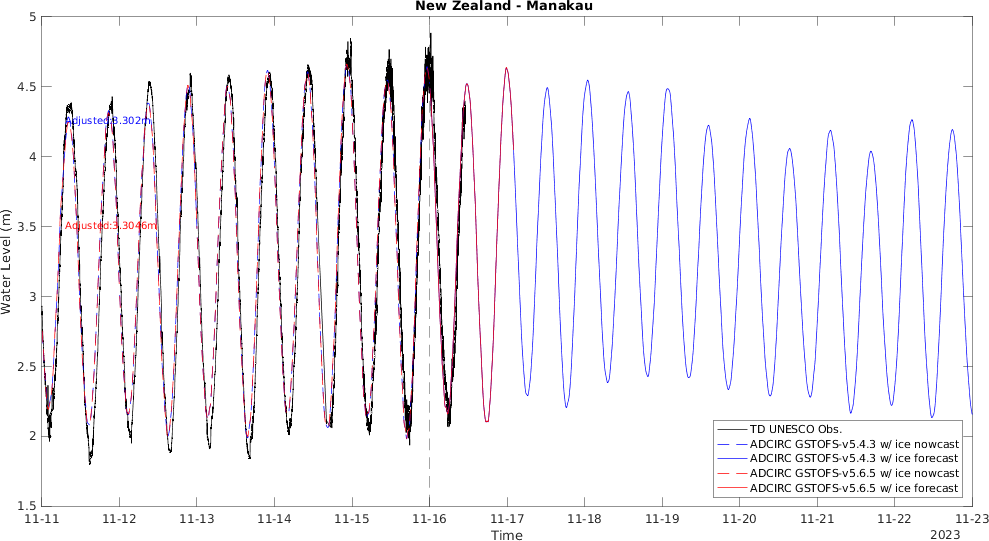 New Zealand - Manakau
5
4.5
4
3.5
3
2.5
2
1.5
Water Level (m)
Adjusted:3.302m
Adjusted:3.3046m
TD UNESCO Obs.
ADCIRC GSTOFS-v5.4.3 w/ ice nowcast
ADCIRC GSTOFS-v5.4.3 w/ ice forecast
ADCIRC GSTOFS-v5.6.5 w/ ice nowcast
ADCIRC GSTOFS-v5.6.5 w/ ice forecast
11-11 11-12 11-13 11-14 11-15 11-16 11-17 11-18 11-19 11-20 11-21 11-22 11-23
Time
2023